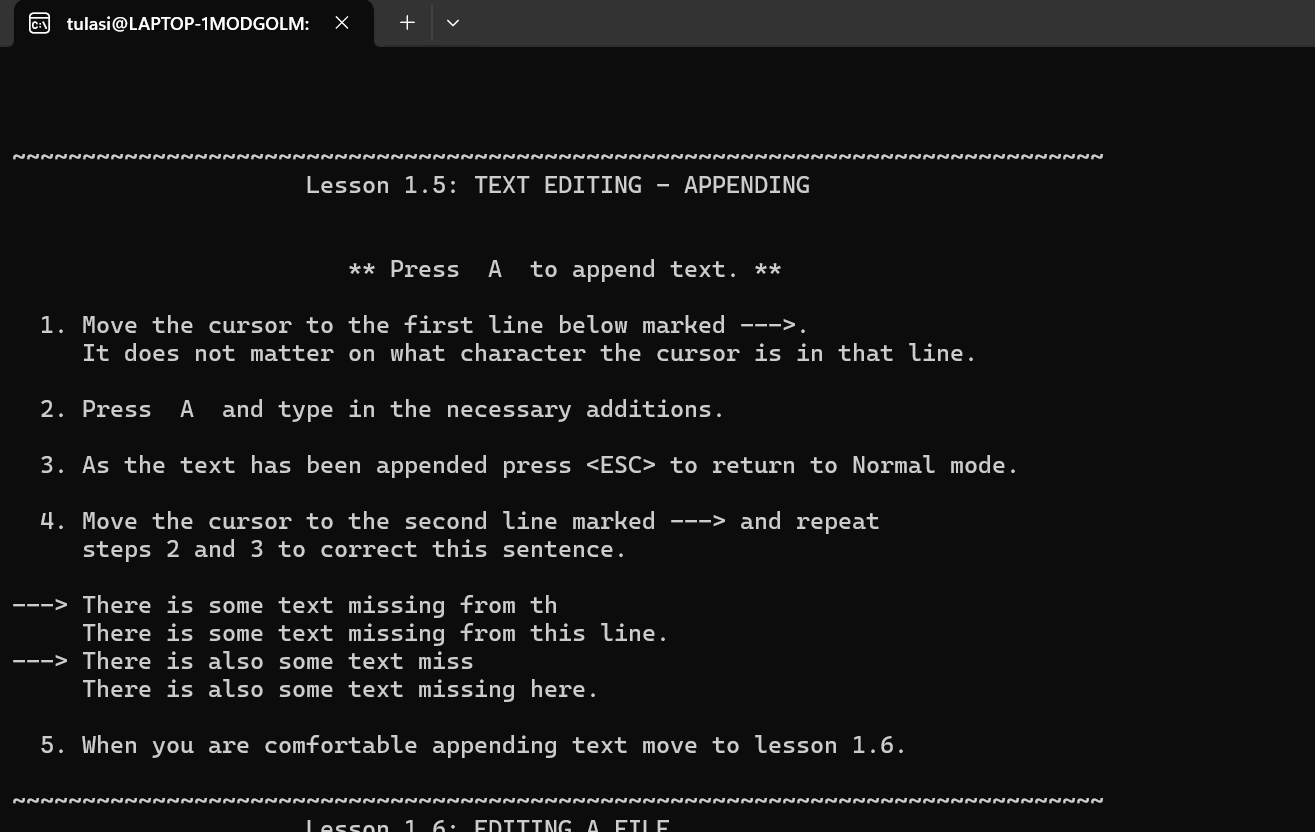 tulasi@LAPTOP-1MODGOLM:
~~~~~~~~~~~~~~~~~~~~~~~~~~~~~~~~~~~~~~~~~~~~~~~~~~~~~~~~~~~~~~~~~~~~~~~~~~~~~~
Lesson 1.5: TEXT EDITING - APPENDING
** Press  A  to append text. **
1. Move the cursor to the first line below marked --->.
It does not matter on what character the cursor is in that line.
2. Press  A  and type in the necessary additions.
3. As the text has been appended press <ESC> to return to Normal mode.
4. Move the cursor to the second line marked ---> and repeat
steps 2 and 3 to correct this sentence.
---> There is some text missing from th
There is some text missing from this line.
---> There is also some text miss
There is also some text missing here.
5. When you are comfortable appending text move to lesson 1.6.
~~~~~~~~~~~~~~~~~~~~~~~~~~~~~~~~~~~~~~~~~~~~~~~~~~~~~~~~~~~~~~~~~~~~~~~~~~~~~~
Lesson 1.6: EDITING A FILE